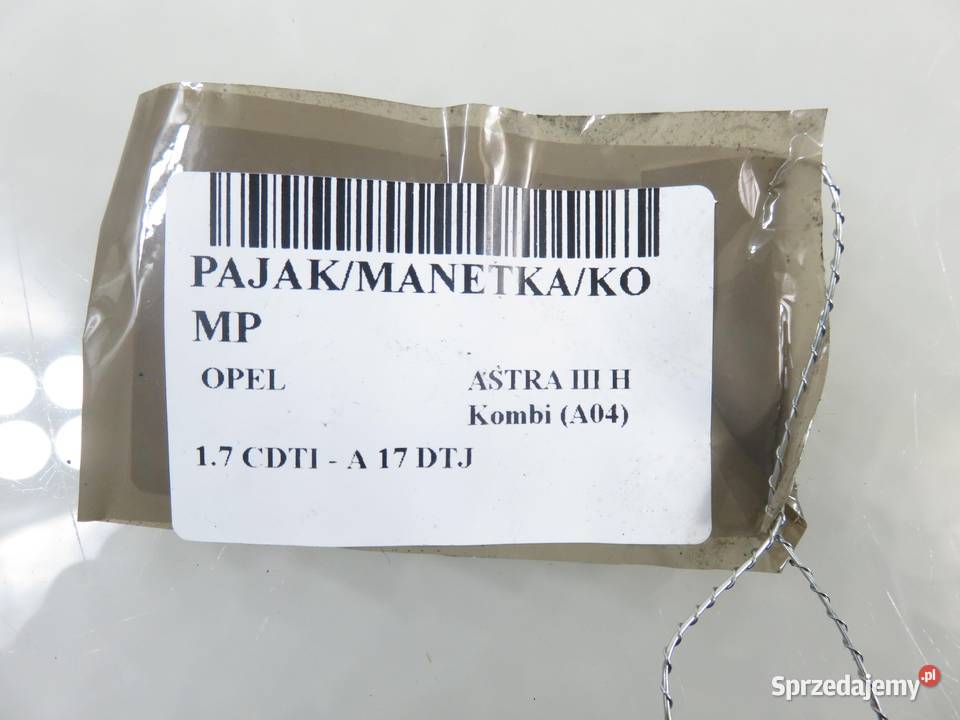 PAJAK/MANETKA/KO
MP
OPEL ASTRA III H
Kombi (A04)
1.7 CDTI - A 17 DTJ
Sprzedajemy.pl